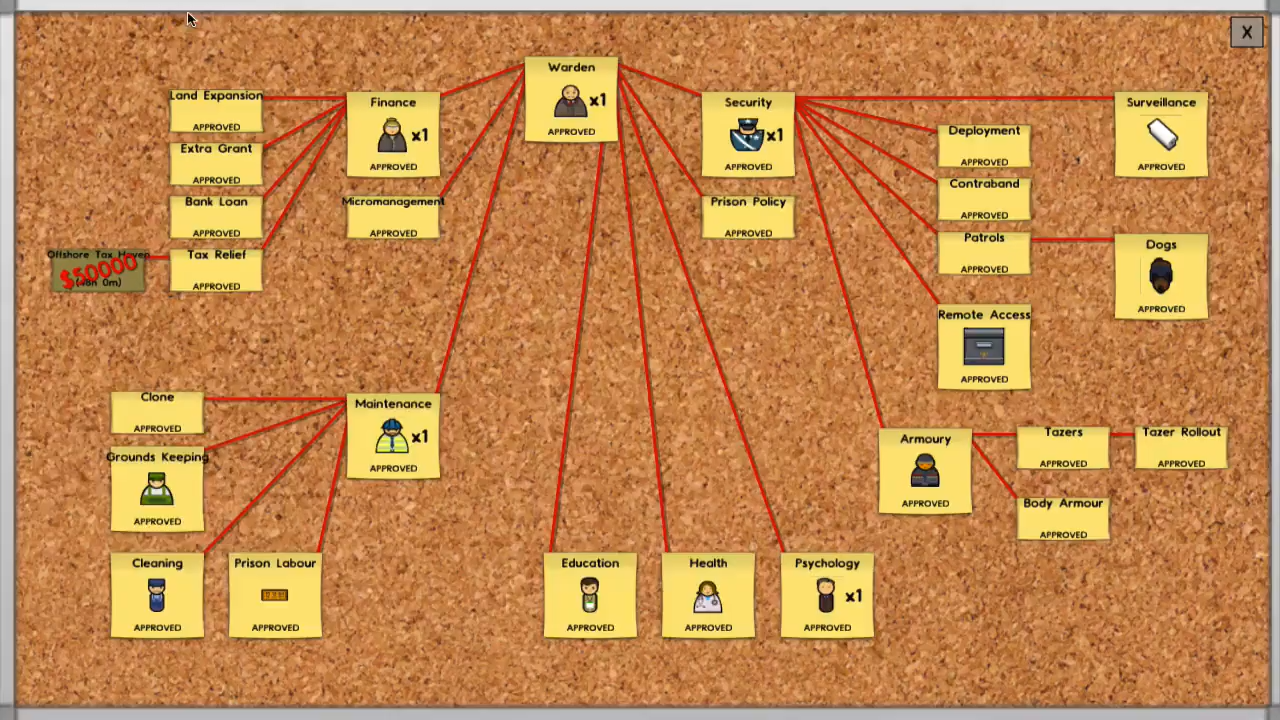 X
Warden
x1
APPROVED
Land Expansion
APPROVED
Finance
x1
APPROVED
Security
x1
APPROVED
Surveillance
APPROVED
Deployment
APPROVED
Extra Grant
APPROVED
Contraband
APPROVED
Bank Loan
APPROVED
Micromanagement
APPROVED
Prison Policy
APPROVED
Patrols
APPROVED
Dogs
APPROVED
Offshore Tax Haven
$50000
0m)
Tax Relief
APPROVED
Remote Access
APPROVED
Clone
APPROVED
Maintenance
x1
APPROVED
Grounds Keeping
APPROVED
Armoury
APPROVED
Tazers
APPROVED
Tazer Rollout
APPROVED
Body Armour
APPROVED
Cleaning
APPROVED
Prison Labour
APPROVED
Education
APPROVED
Health
APPROVED
Psychology
x1
APPROVED